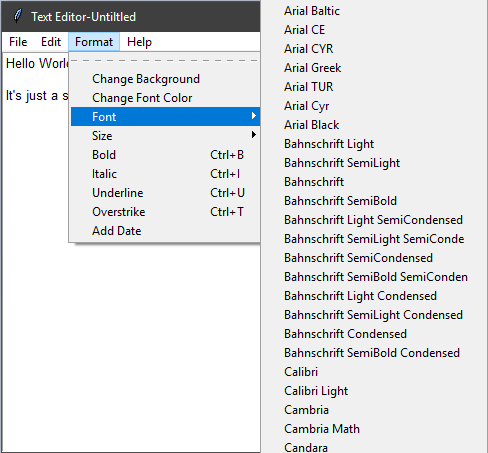 Text Editor-Untiltled
File Edit Format Help
Hello World
It's just a s
Change Background
Change Font Color
Font
Size
Bold Ctrl+B
Italic Ctrl+I
Underline Ctrl+U
Overstrike Ctrl+T
Add Date
Arial Baltic
Arial CE
Arial CYR
Arial Greek
Arial TUR
Arial Cyr
Arial Black
Bahnschrift Light
Bahnschrift SemiLight
Bahnschrift
Bahnschrift SemiBold
Bahnschrift Light SemiCondensed
Bahnschrift SemiLight SemiConde
Bahnschrift SemiCondensed
Bahnschrift SemiBold SemiConden
Bahnschrift Light Condensed
Bahnschrift SemiLight Condensed
Bahnschrift Condensed
Bahnschrift SemiBold Condensed
Calibri
Calibri Light
Cambria
Cambria Math
Candara